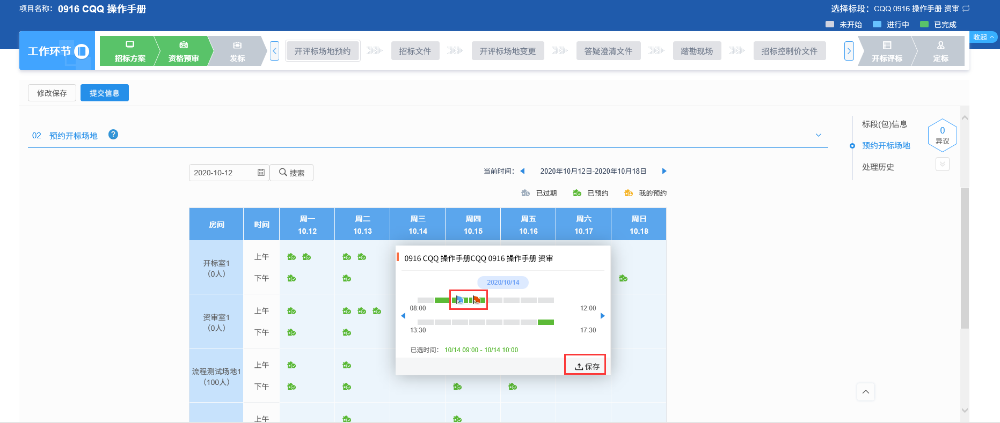 项目名称: 0916 CQQ 操作手册
选择标段: CQQ 0916 操作手册 资审
未开始 进行中 已完成
收起
工作环节
招标方案 资格预审 发标
开评标场地预约 招标文件 开评标场地变更 答疑澄清文件 踏勘现场 招标控制价文件
开标评标 定标
修改保存 提交信息
02 预约开标场地 ?
标段(包)信息
预约开标场地
处理历史
0
异议
2020-10-12 搜索
当前时间: 2020年10月12日-2020年10月18日
已过期 已预约 我的预约
房间 时间 周一 周二 周三 周四 周五 周六 周日
10.12 10.13 10.14 10.15 10.16 10.17 10.18
开标室1
(0人)
上午
下午
资审室1
(0人)
上午
下午
流程测试场地1
(100人)
上午
下午
上午
0916 CQQ 操作手册CQQ 0916 操作手册 资审
2020/10/14
08:00 12:00
13:30 17:30
已选时间: 10/14 09:00 - 10/14 10:00
保存